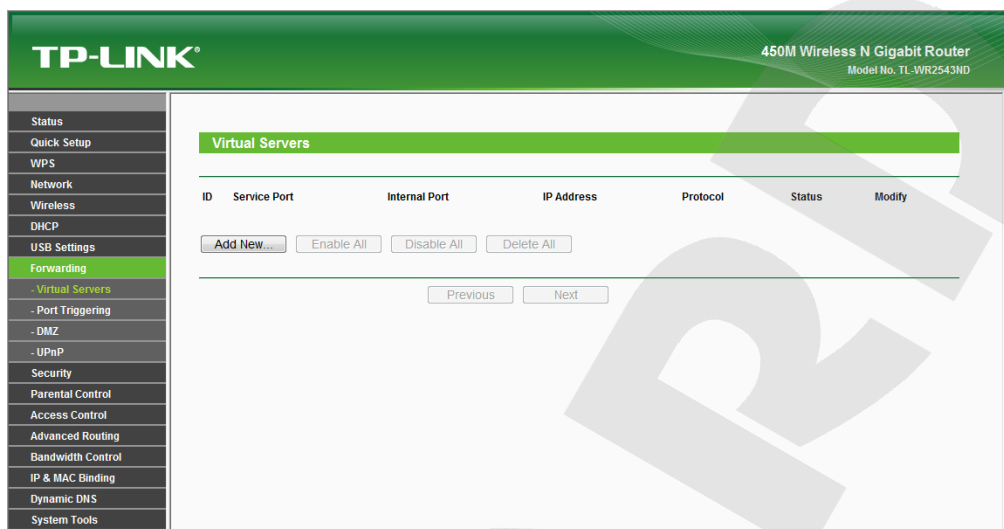 TP-LINK®
450M Wireless N Gigabit Router
Model No. TL-WR2543ND
Status
Quick Setup
WPS
Network
Wireless
DHCP
USB Settings
Forwarding
- Virtual Servers
- Port Triggering
- DMZ
- UPnP
Security
Parental Control
Access Control
Advanced Routing
Bandwidth Control
IP & MAC Binding
Dynamic DNS
System Tools
Virtual Servers
ID Service Port Internal Port IP Address Protocol Status Modify
Add New... Enable All Disable All Delete All
Previous Next